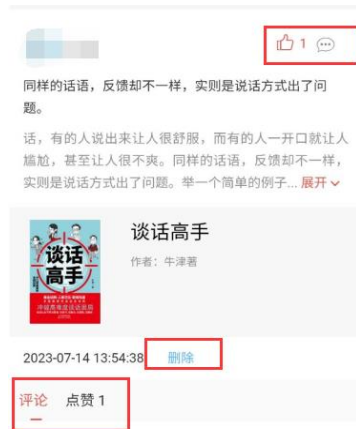 1
同样的话语，反馈却不一样，实则是说话方式出了问
题。
话，有的人说出来让人很舒服，而有的人一开口就让人
尴尬，甚至让人很不爽。同样的话语，反馈却不一样，
实则是说话方式出了问题。举一个简单的例子... 展开
谈话
高手
谈话高手
作者：牛津著
2023-07-14 13:54:38 删除
评论 点赞 1